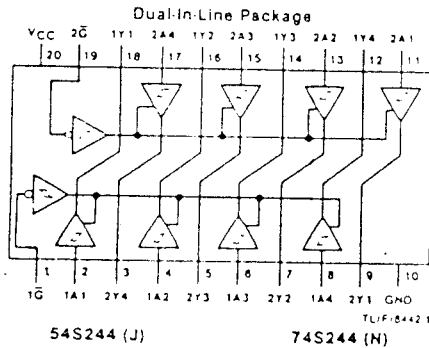 Dual-In-Line Package
VCC 2G̅ 1Y1 2A4 1Y2 2A3 1Y3 2A2 1Y4 2A1
20 19 18 17 16 15 14 13 12 11
1 2 3 4 5 6 7 8 9 10
1G̅ 1A1 2Y4 1A2 2Y3 1A3 2Y2 1A4 2Y1 GND
TL/F/6442-1
54S244 (J) 74S244 (N)